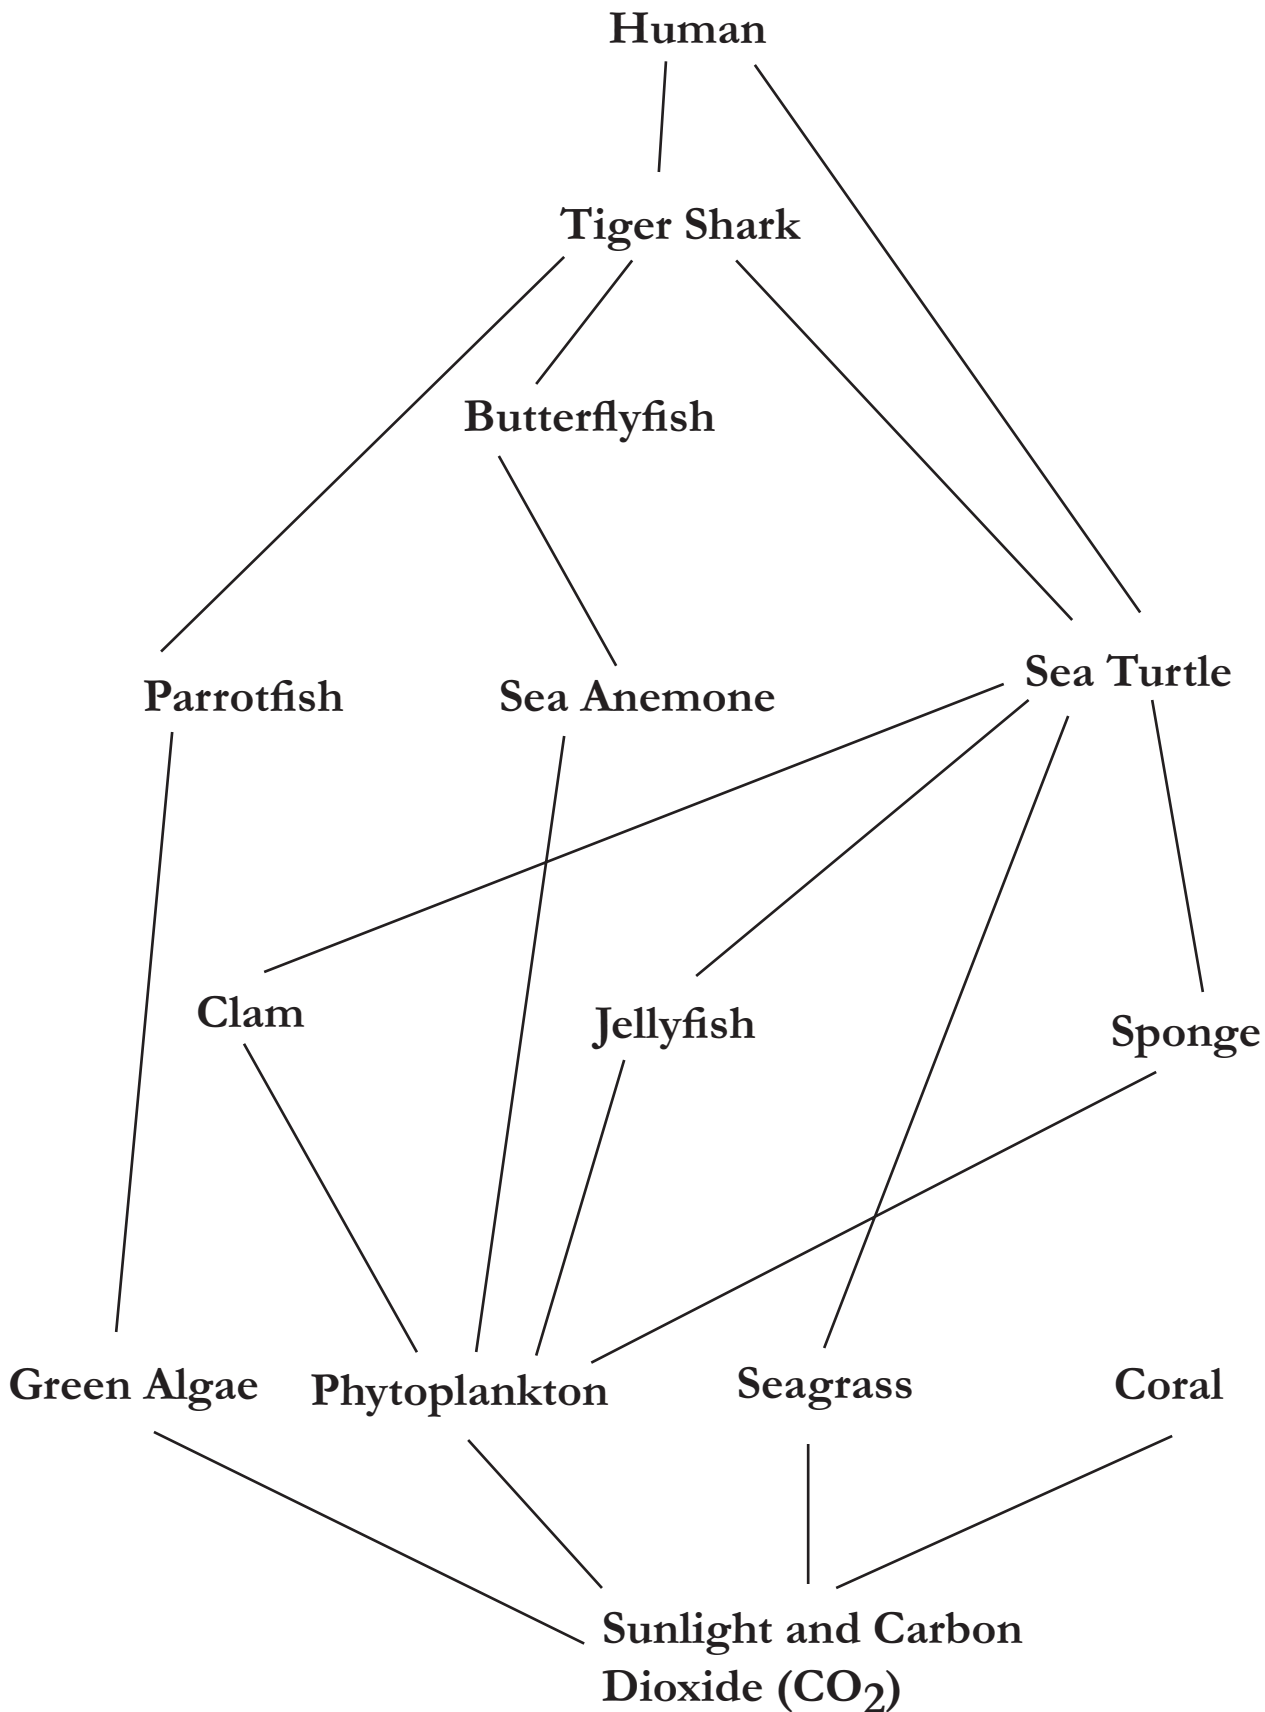 Human
Tiger Shark
Butterflyfish
Parrotfish
Sea Anemone
Sea Turtle
Clam
Jellyfish
Sponge
Green Algae
Phytoplankton
Seagrass
Coral
Sunlight and Carbon
Dioxide (CO₂)